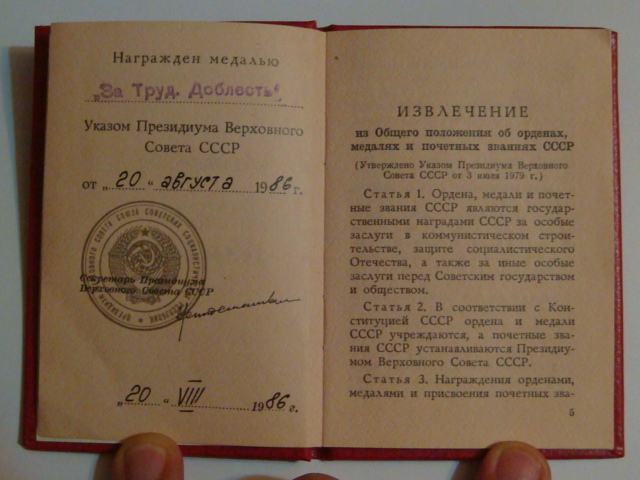 Награжден медалью
„За Труд. Доблесть“
Указом Президиума Верховного
Совета СССР
от „20“ августа 1986 г.
Секретарь Президиума
Верховного Совета СССР
„20“ VIII 1986 г.
ИЗВЛЕЧЕНИЕ
из Общего положения об орденах,
медалях и почетных званиях СССР
(Утверждено Указом Президиума Верховного
Совета СССР от 3 июля 1979 г.)
Статья 1. Ордена, медали и почет-
ные звания СССР являются государ-
ственными наградами СССР за особые
заслуги в коммунистическом строи-
тельстве, защите социалистического
Отечества, а также за иные особые
заслуги перед Советским государством
и обществом.
Статья 2. В соответствии с Кон-
ституцией СССР ордена и медали
СССР учреждаются, а почетные зва-
ния СССР устанавливаются Президиу-
мом Верховного Совета СССР.
Статья 3. Награждения орденами,
медалями и присвоения почетных зва-
5